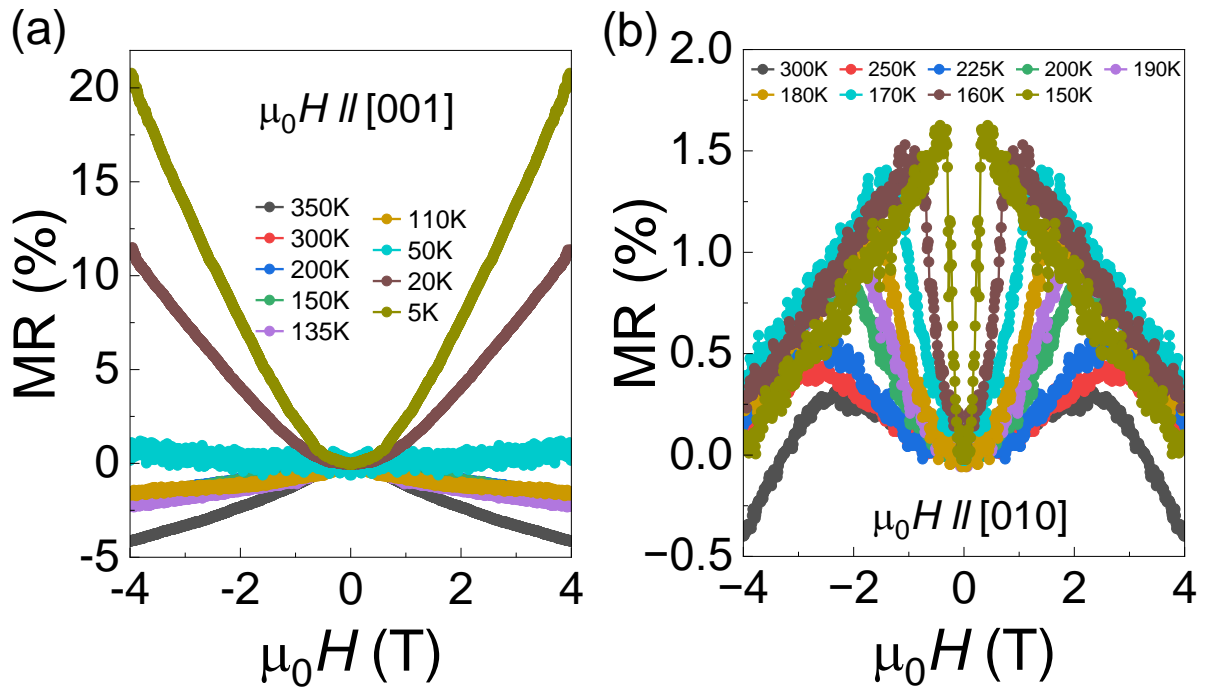 (a)
MR (%)
20
15
10
5
0
-5
μ₀H // [001]
350K
300K
200K
150K
135K
110K
50K
20K
5K
-4 -2 0 2 4
μ₀H (T)
(b)
MR (%)
2.0
1.5
1.0
0.5
0.0
−0.5
300K 250K 225K 200K 190K
180K 170K 160K 150K
μ₀H // [010]
−4 −2 0 2 4
μ₀H (T)